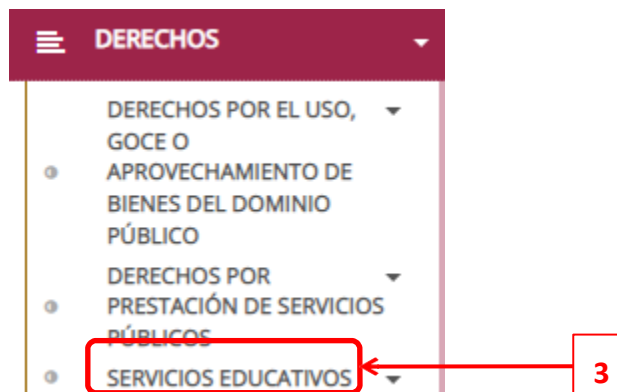 DERECHOS
DERECHOS POR EL USO,
GOCE O
APROVECHAMIENTO DE
BIENES DEL DOMINIO
PÚBLICO
DERECHOS POR
PRESTACIÓN DE SERVICIOS
PÚBLICOS
SERVICIOS EDUCATIVOS
3